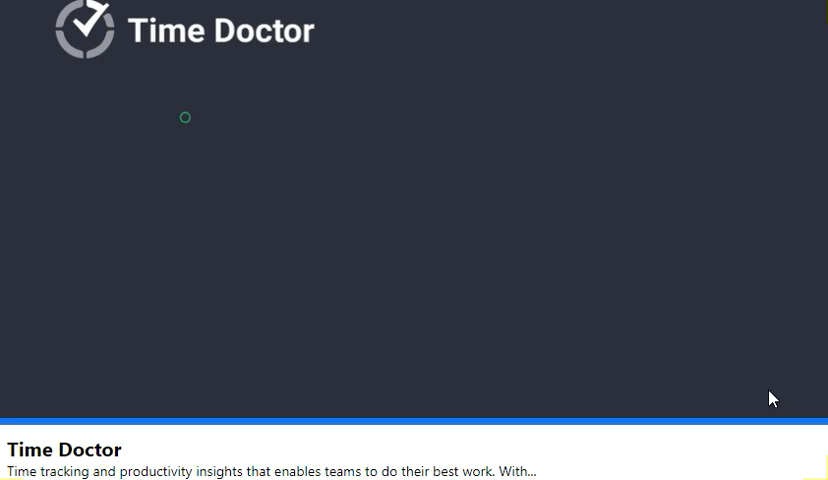 Time Doctor
Time Doctor
Time tracking and productivity insights that enables teams to do their best work. With...